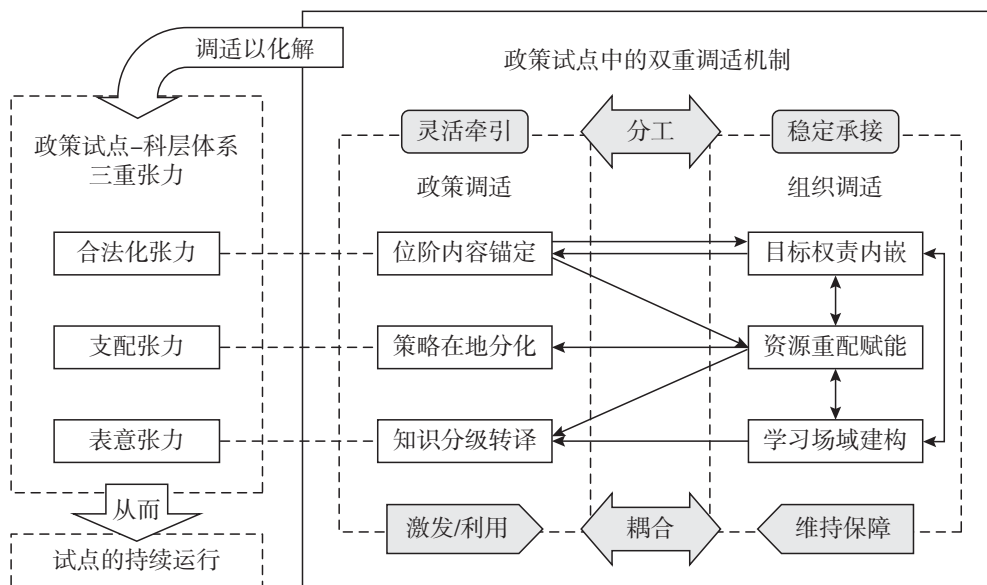 调适以化解
政策试点中的双重调适机制
政策试点-科层体系
三重张力
灵活牵引
分工
稳定承接
政策调适
组织调适
合法化张力
位阶内容锚定
目标权责内嵌
支配张力
策略在地分化
资源重配赋能
表意张力
知识分级转译
学习场域建构
从而
激发/利用
耦合
维持保障
试点的持续运行